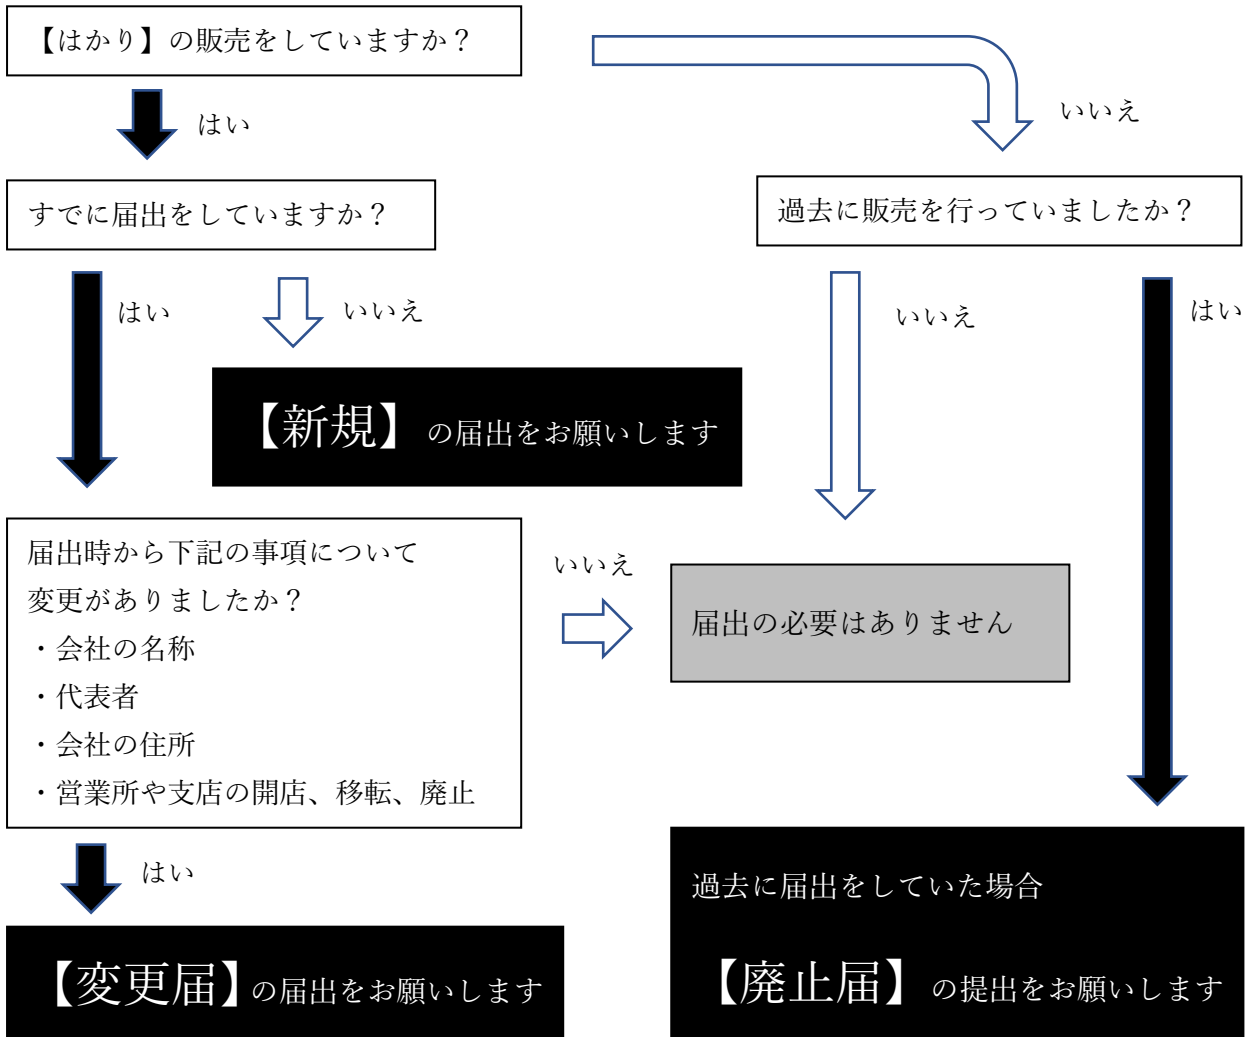 【はかり】の販売をしていますか？
はい
いいえ
すでに届出をしていますか？
過去に販売を行っていましたか？
はい
いいえ
いいえ
はい
【新規】の届出をお願いします
届出時から下記の事項について
変更がありましたか？
・会社の名称
・代表者
・会社の住所
・営業所や支店の開店、移転、廃止
いいえ
届出の必要はありません
はい
【変更届】の届出をお願いします
過去に届出をしていた場合
【廃止届】の提出をお願いします